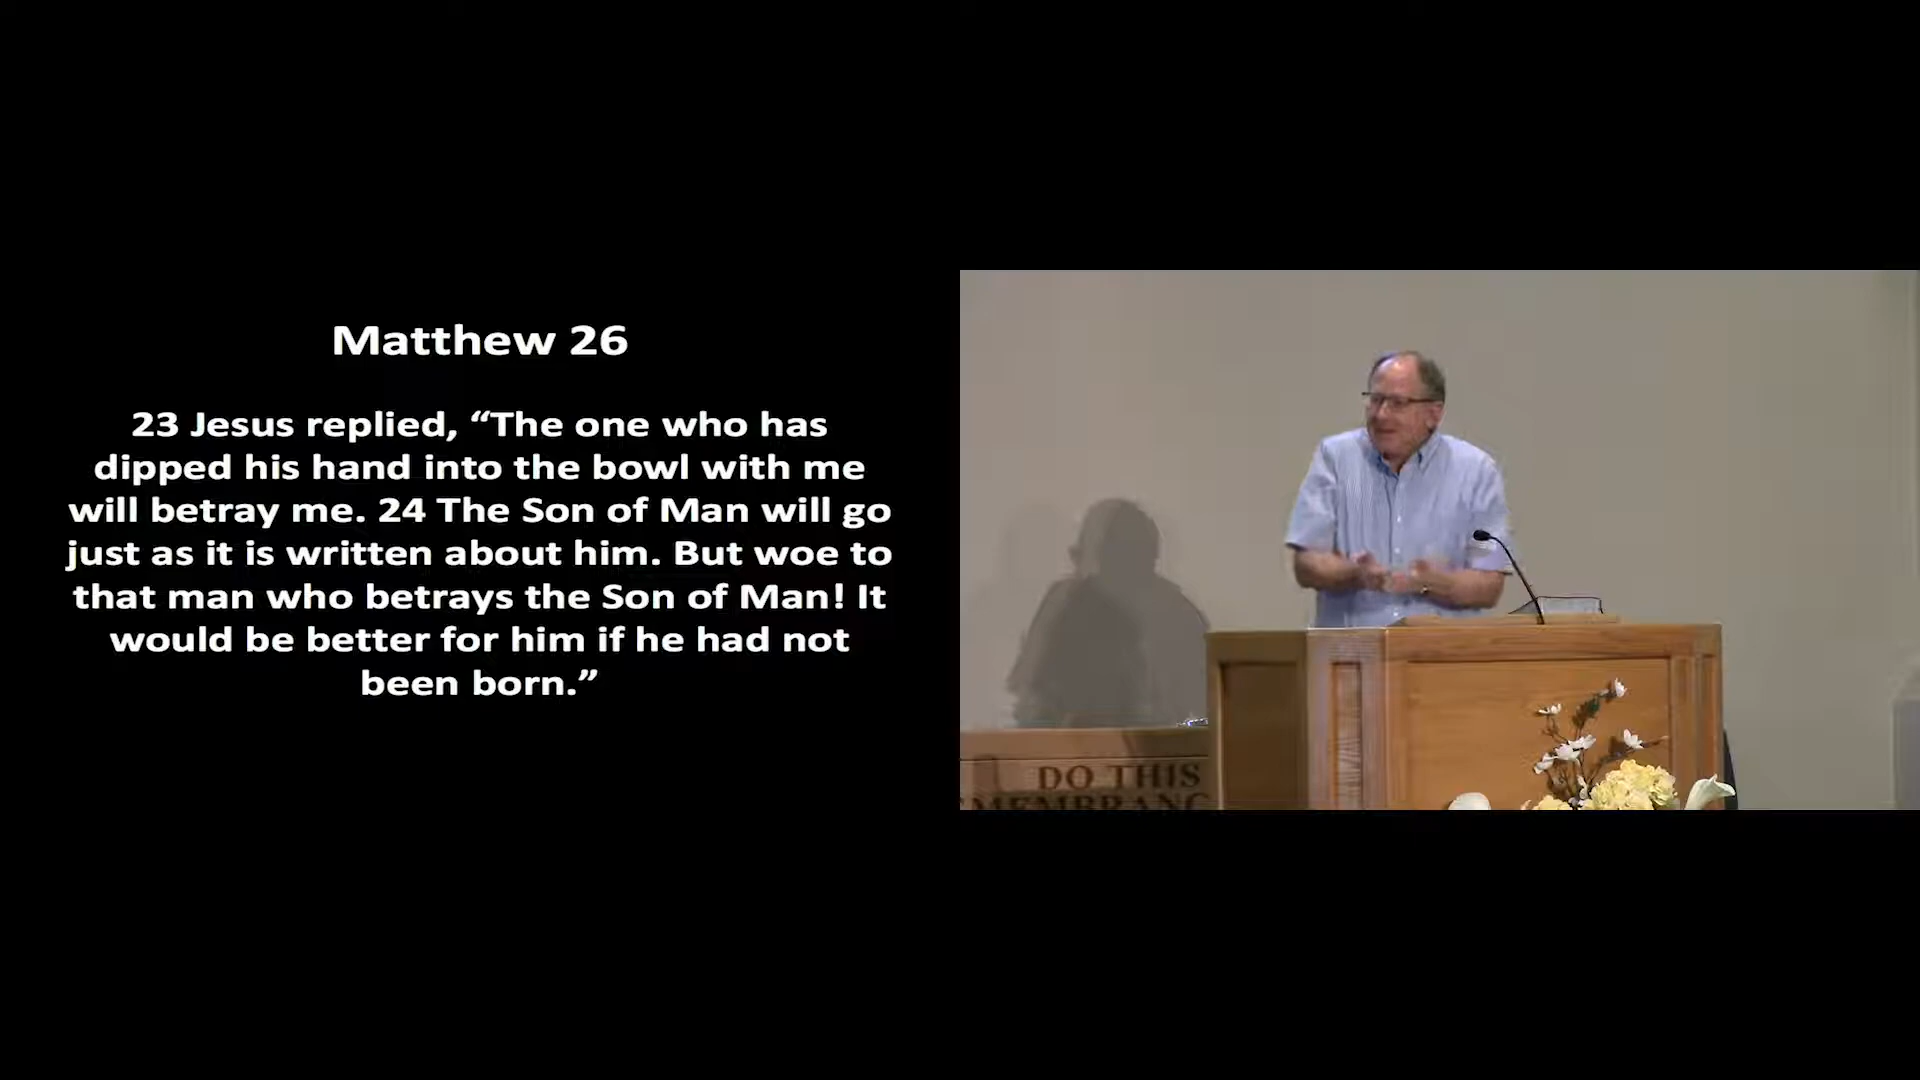 Matthew 26
23 Jesus replied, “The one who has
dipped his hand into the bowl with me
will betray me. 24 The Son of Man will go
just as it is written about him. But woe to
that man who betrays the Son of Man! It
would be better for him if he had not
been born.”
DO THIS
MEMBRANC